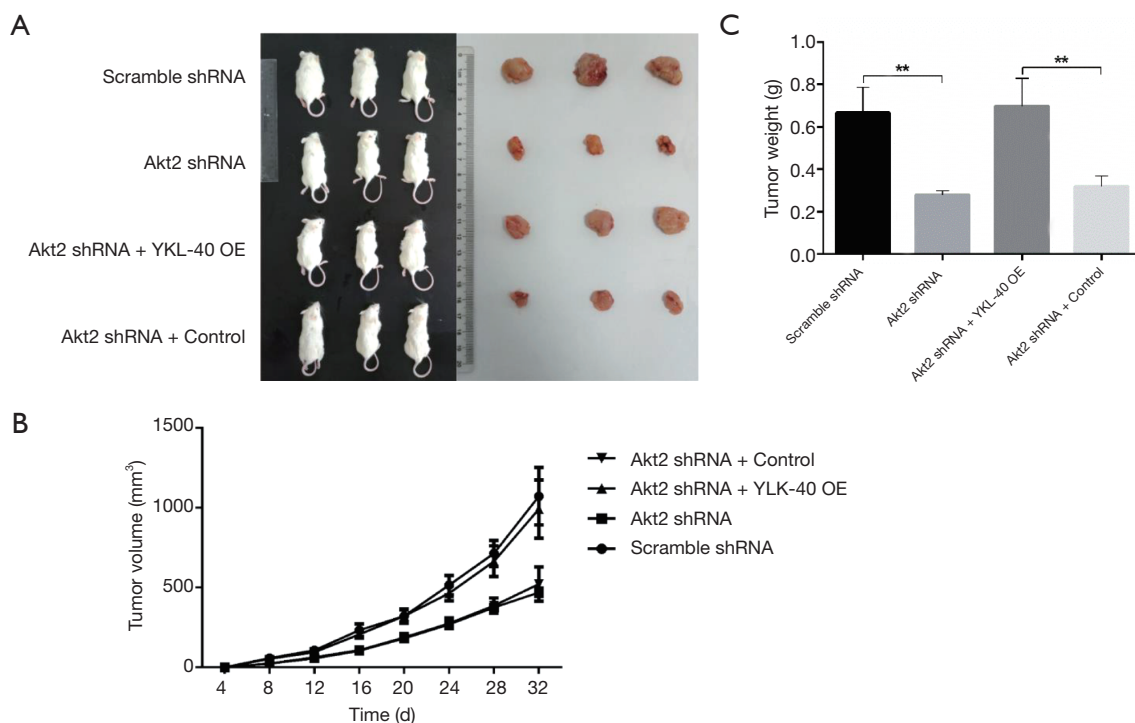 A
Scramble shRNA
Akt2 shRNA
Akt2 shRNA + YKL-40 OE
Akt2 shRNA + Control
B
Tumor volume (mm³)
1500
1000
500
0
4 8 12 16 20 24 28 32
Time (d)
Akt2 shRNA + Control
Akt2 shRNA + YLK-40 OE
Akt2 shRNA
Scramble shRNA
C
Tumor weight (g)
1.0
0.8
0.6
0.4
0.2
0.0
** **
Scramble shRNA
Akt2 shRNA
Akt2 shRNA + YKL-40 OE
Akt2 shRNA + Control